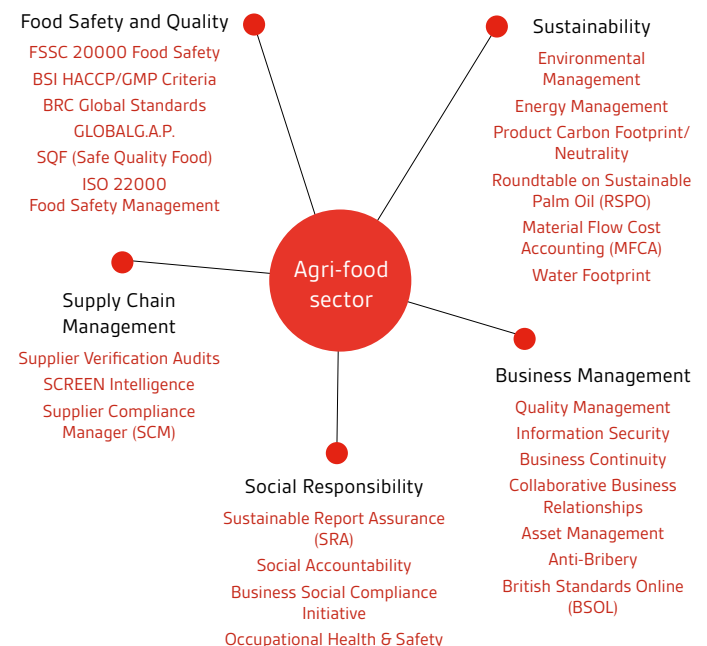 Food Safety and Quality
FSSC 20000 Food Safety
BSI HACCP/GMP Criteria
BRC Global Standards
GLOBALG.A.P.
SQF (Safe Quality Food)
ISO 22000
Food Safety Management
Sustainability
Environmental
Management
Energy Management
Product Carbon Footprint/
Neutrality
Roundtable on Sustainable
Palm Oil (RSPO)
Material Flow Cost
Accounting (MFCA)
Water Footprint
Agri-food
sector
Supply Chain
Management
Supplier Verification Audits
SCREEN Intelligence
Supplier Compliance
Manager (SCM)
Business Management
Quality Management
Information Security
Business Continuity
Collaborative Business
Relationships
Asset Management
Anti-Bribery
British Standards Online
(BSOL)
Social Responsibility
Sustainable Report Assurance
(SRA)
Social Accountability
Business Social Compliance
Initiative
Occupational Health & Safety